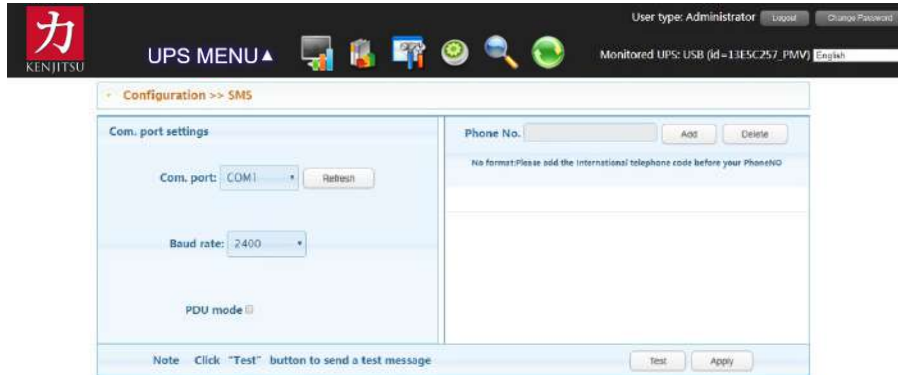 User type: Administrator Logout Change Password
力
KENJITSU
UPS MENU▲
Monitored UPS: USB (id=13E5C257_PMV) English
Configuration >> SMS
Com. port settings
Phone No. Add Delete
No format:Please add the International telephone code before your PhoneNO
Com. port: COM1 Refresh
Baud rate: 2400
PDU mode
Note Click "Test" button to send a test message
Test Apply